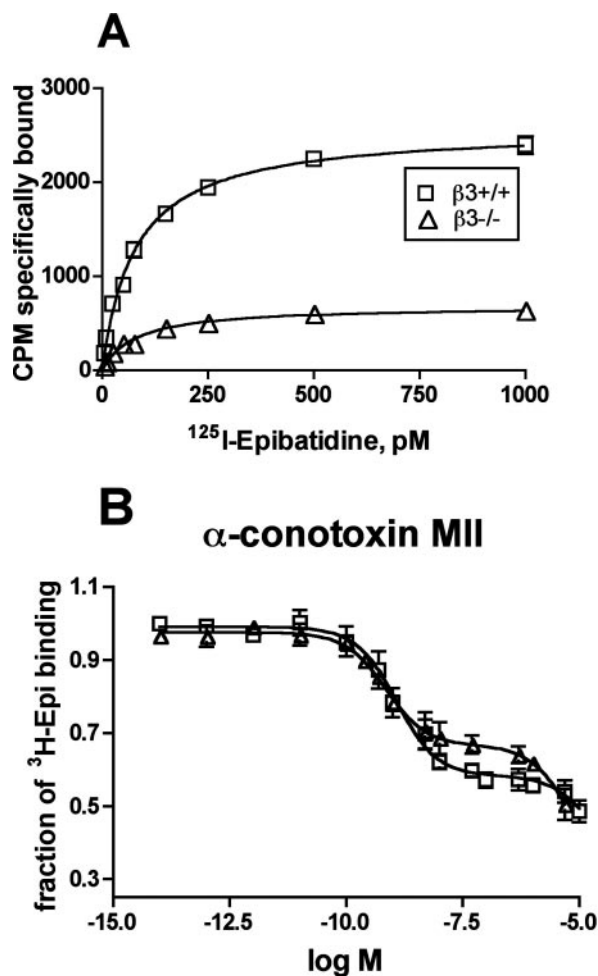 A
CPM specifically bound
3000
2000
1000
0
β3+/+
β3-/-
0 250 500 750 1000
¹²⁵I-Epibatidine, pM
B
α-conotoxin MII
fraction of ³H-Epi binding
1.1
0.9
0.7
0.5
0.3
-15.0 -12.5 -10.0 -7.5 -5.0
log M